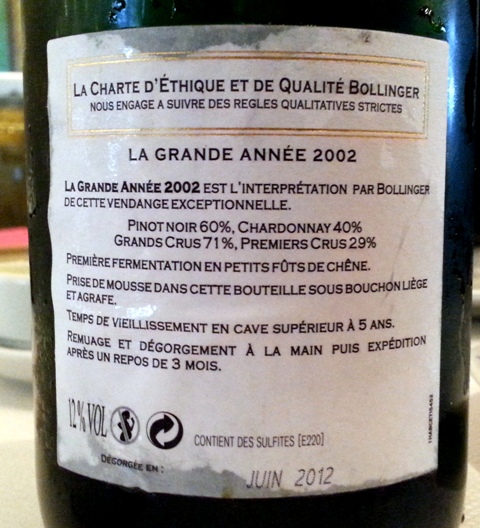 LA CHARTE D'ÉTHIQUE ET DE QUALITÉ BOLLINGER
NOUS ENGAGE A SUIVRE DES REGLES QUALITATIVES STRICTES
LA GRANDE ANNÉE 2002
LA GRANDE ANNÉE 2002 EST L'INTERPRÉTATION PAR BOLLINGER
DE CETTE VENDANGE EXCEPTIONNELLE.
PINOT NOIR 60%, CHARDONNAY 40%
GRANDS CRUS 71%, PREMIERS CRUS 29%
PREMIÈRE FERMENTATION EN PETITS FÛTS DE CHÊNE.
PRISE DE MOUSSE DANS CETTE BOUTEILLE SOUS BOUCHON LIÈGE
ET AGRAFE.
TEMPS DE VIEILLISSEMENT EN CAVE SUPÉRIEUR À 5 ANS.
REMUAGE ET DÉGORGEMENT À LA MAIN PUIS EXPÉDITION
APRÈS UN REPOS DE 3 MOIS.
12% VOL
CONTIENT DES SULFITES [E220]
DÉGORGÉE EN :
JUIN 2012